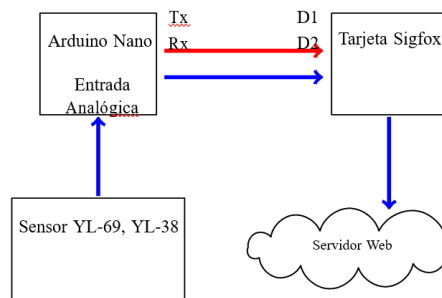 Arduino Nano
Entrada
Analógica
Tx
Rx
D1
D2
Tarjeta Sigfox
Sensor YL-69, YL-38
Servidor Web